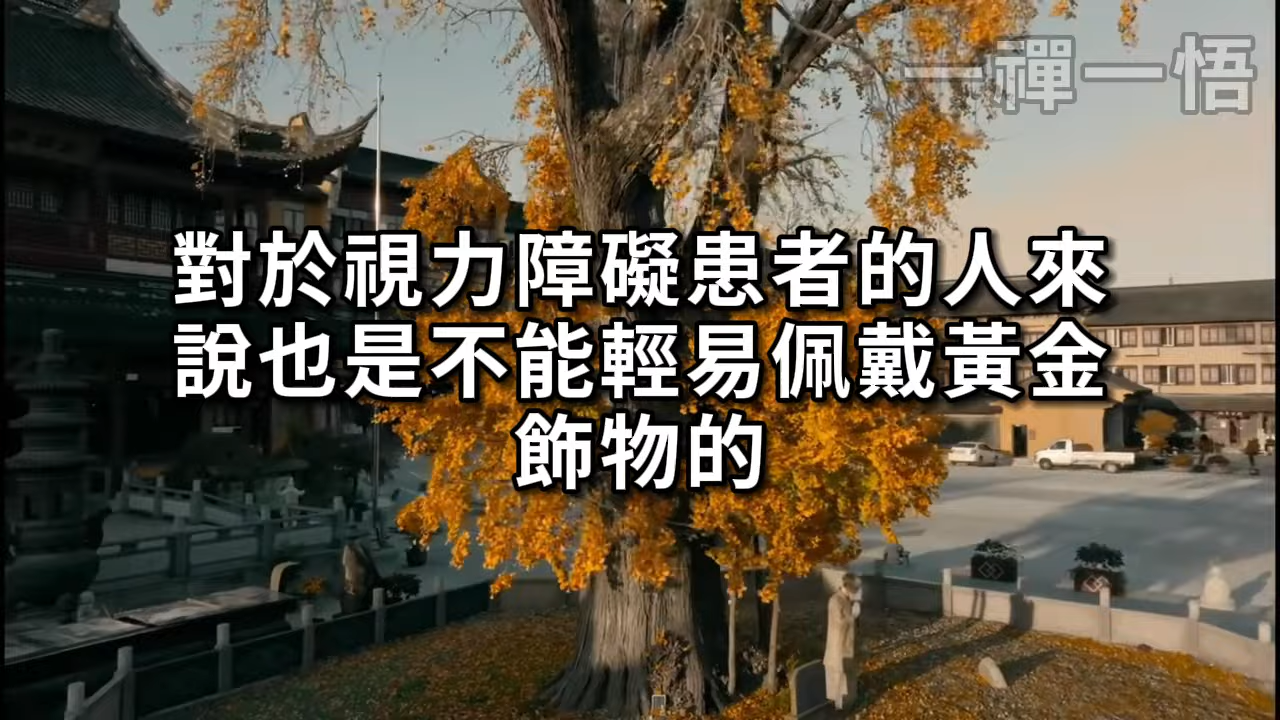 一禪一悟
對於視力障礙患者的人來
說也是不能輕易佩戴黃金
飾物的